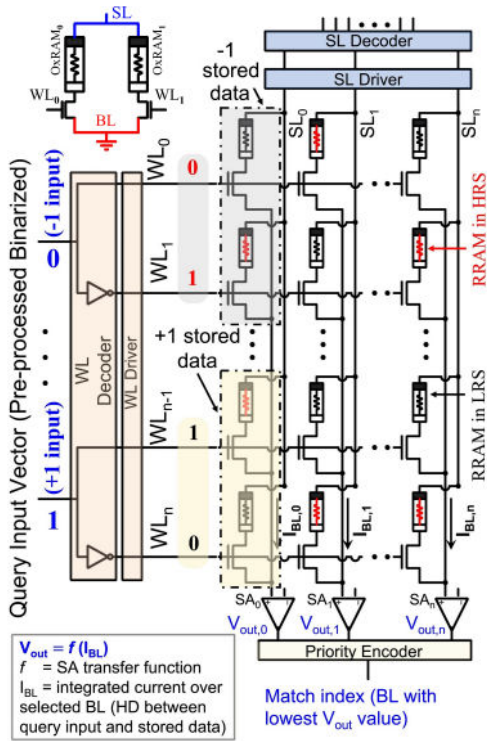 SL
OxRAM0
OxRAM1
WL0
WL1
BL
-1
stored
data
SL Decoder
SL Driver
SL0
SL1
SLn
Query Input Vector (Pre-processed Binarized)
(-1 input)
0
(+1 input)
1
WL
Decoder
WL Driver
WL0
0
WL1
1
+1 stored
data
WLn-1
1
WLn
0
RRAM in HRS
RRAM in LRS
IBL,0
IBL,1
IBL,n
SA0
SA1
SAn
+
-
Vout,0
Vout,1
Vout,n
Priority Encoder
Vout = f (IBL)
f = SA transfer function
IBL = integrated current over
selected BL (HD between
query input and stored data)
Match index (BL with
lowest Vout value)